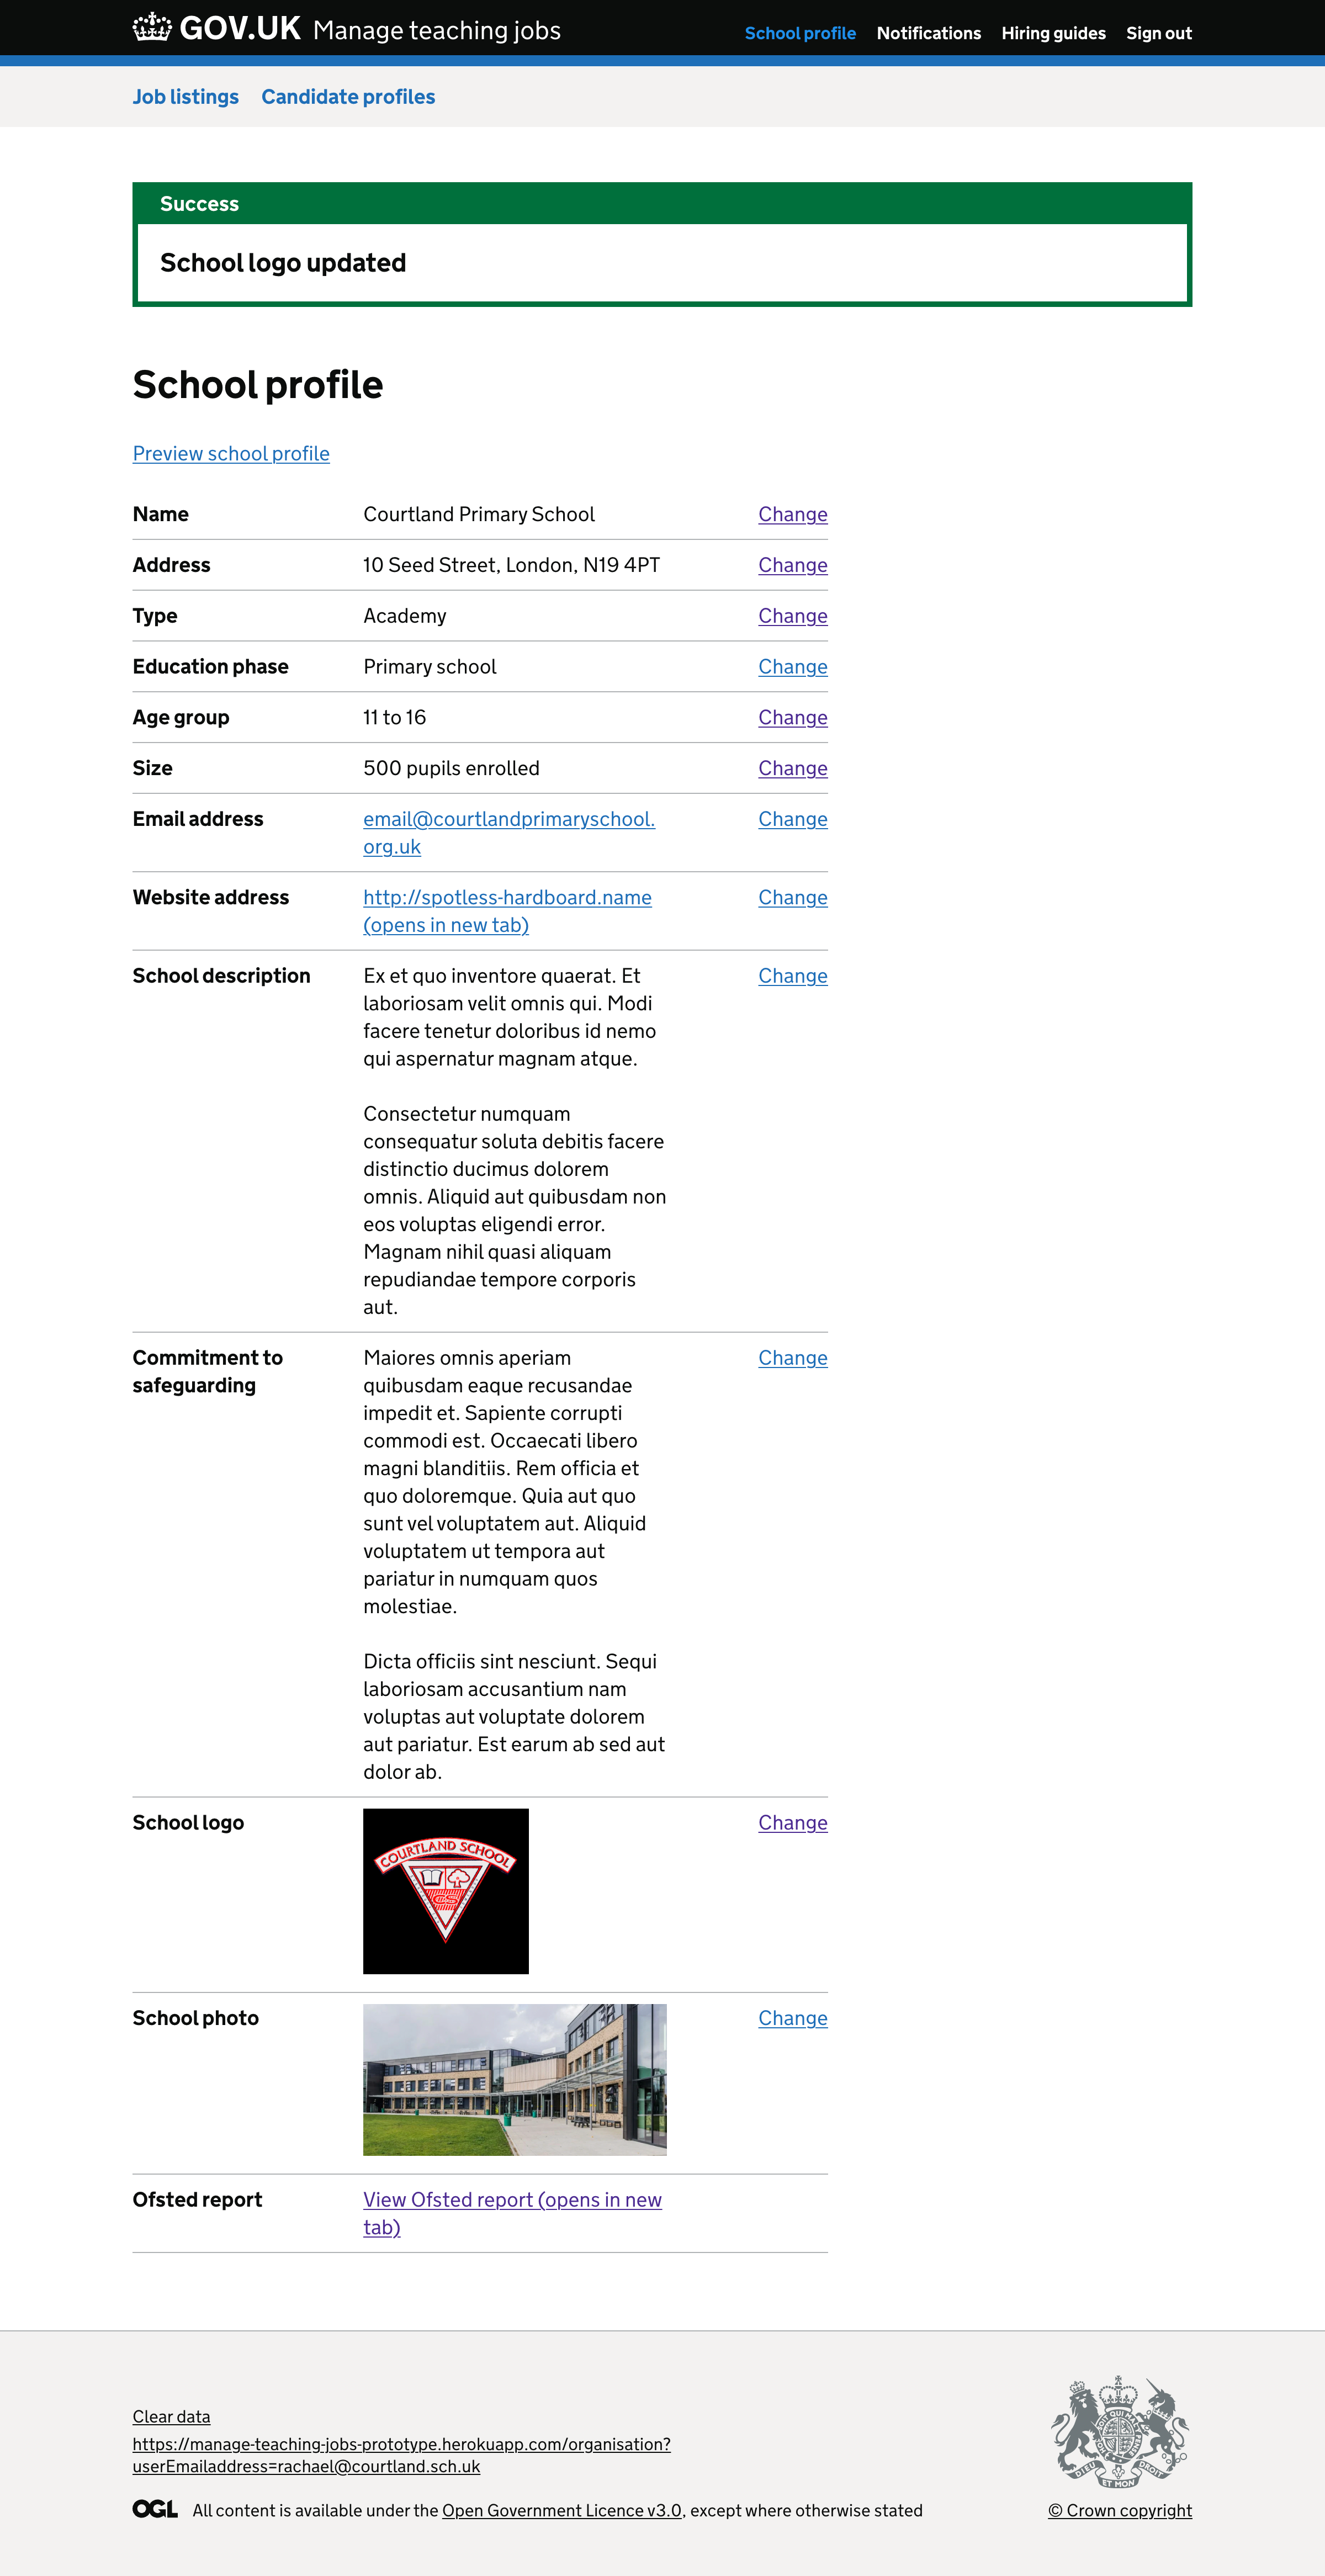 GOV.UK Manage teaching jobs
School profile Notifications Hiring guides Sign out
Job listings Candidate profiles
Success
School logo updated
School profile
Preview school profile
Name Courtland Primary School Change
Address 10 Seed Street, London, N19 4PT Change
Type Academy Change
Education phase Primary school Change
Age group 11 to 16 Change
Size 500 pupils enrolled Change
Email address email@courtlandprimaryschool. Change
org.uk
Website address http://spotless-hardboard.name Change
(opens in new tab)
School description Ex et quo inventore quaerat. Et Change
laboriosam velit omnis qui. Modi
facere tenetur doloribus id nemo
qui aspernatur magnam atque.
Consectetur numquam
consequatur soluta debitis facere
distinctio ducimus dolorem
omnis. Aliquid aut quibusdam non
eos voluptas eligendi error.
Magnam nihil quasi aliquam
repudiandae tempore corporis
aut.
Commitment to Maiores omnis aperiam Change
safeguarding quibusdam eaque recusandae
impedit et. Sapiente corrupti
commodi est. Occaecati libero
magni blanditiis. Rem officia et
quo doloremque. Quia aut quo
sunt vel voluptatem aut. Aliquid
voluptatem ut tempora aut
pariatur in numquam quos
molestiae.
Dicta officiis sint nesciunt. Sequi
laboriosam accusantium nam
voluptas aut voluptate dolorem
aut pariatur. Est earum ab sed aut
dolor ab.
School logo Change
COURTLAND SCHOOL
CS
School photo Change
Ofsted report View Ofsted report (opens in new
tab)
Clear data
https://manage-teaching-jobs-prototype.herokuapp.com/organisation?
userEmailaddress=rachael@courtland.sch.uk
DIEU ET MON DROIT
OGL All content is available under the Open Government Licence v3.0, except where otherwise stated
© Crown copyright